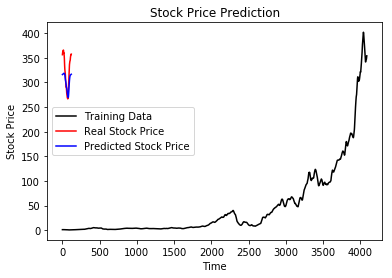 Stock Price Prediction
400
350
300
250
200
150
100
50
0
Stock Price
Training Data
Real Stock Price
Predicted Stock Price
0 500 1000 1500 2000 2500 3000 3500 4000
Time